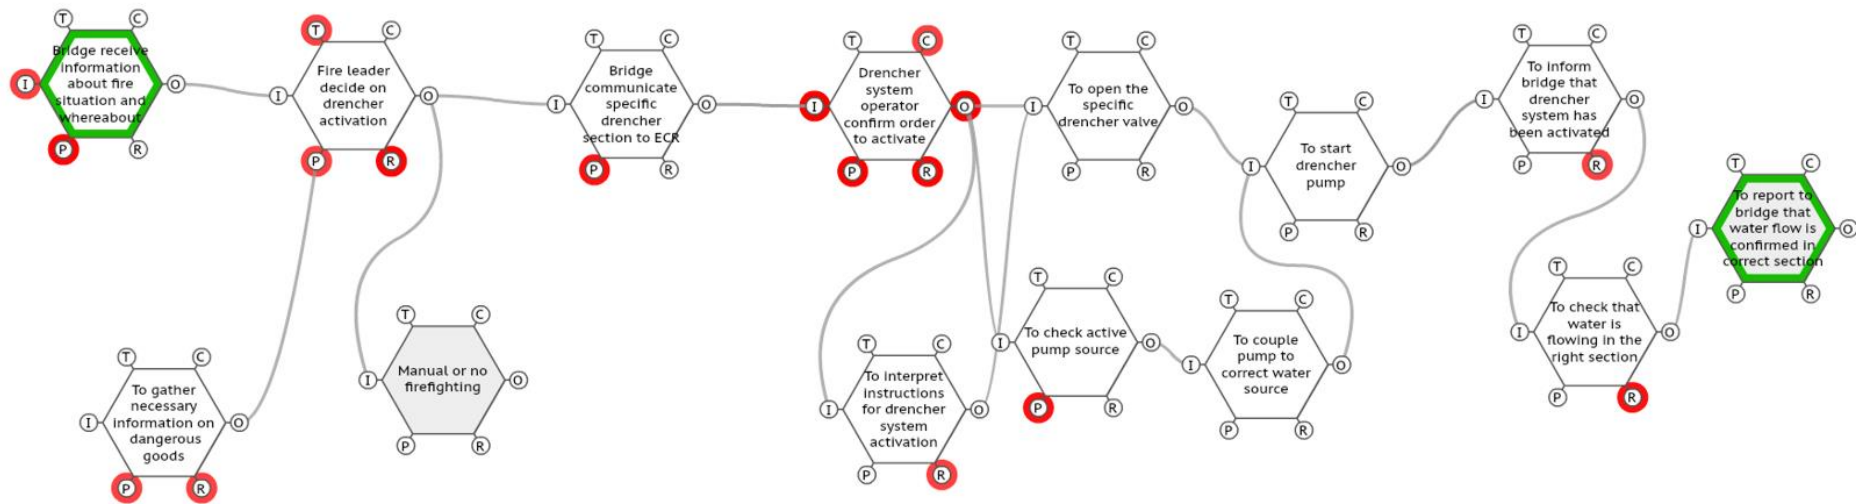 T C
Bridge receive
information
about fire
situation and
whereabout
I O
P R
T C
Fire leader
decide on
drencher
activation
I O
P R
T C
Bridge
communicate
specific
drencher
section to ECR
I O
P R
T C
Drencher
system
operator
confirm order
to activate
I O
P R
T C
To open the
specific
drencher valve
I O
P R
T C
To start
drencher
pump
I O
P R
T C
To inform
bridge that
drencher
system has
been activated
I O
P R
T C
To report to
bridge that
water flow is
confirmed in
correct section
I O
P R
T C
To gather
necessary
information on
dangerous
goods
I O
P R
T C
Manual or no
firefighting
I O
P R
T C
To interpret
instructions
for drencher
system
activation
I O
P R
T C
To check active
pump source
I O
P R
T C
To couple
pump to
correct water
source
I O
P R
T C
To check that
water is
flowing in the
right section
I O
P R